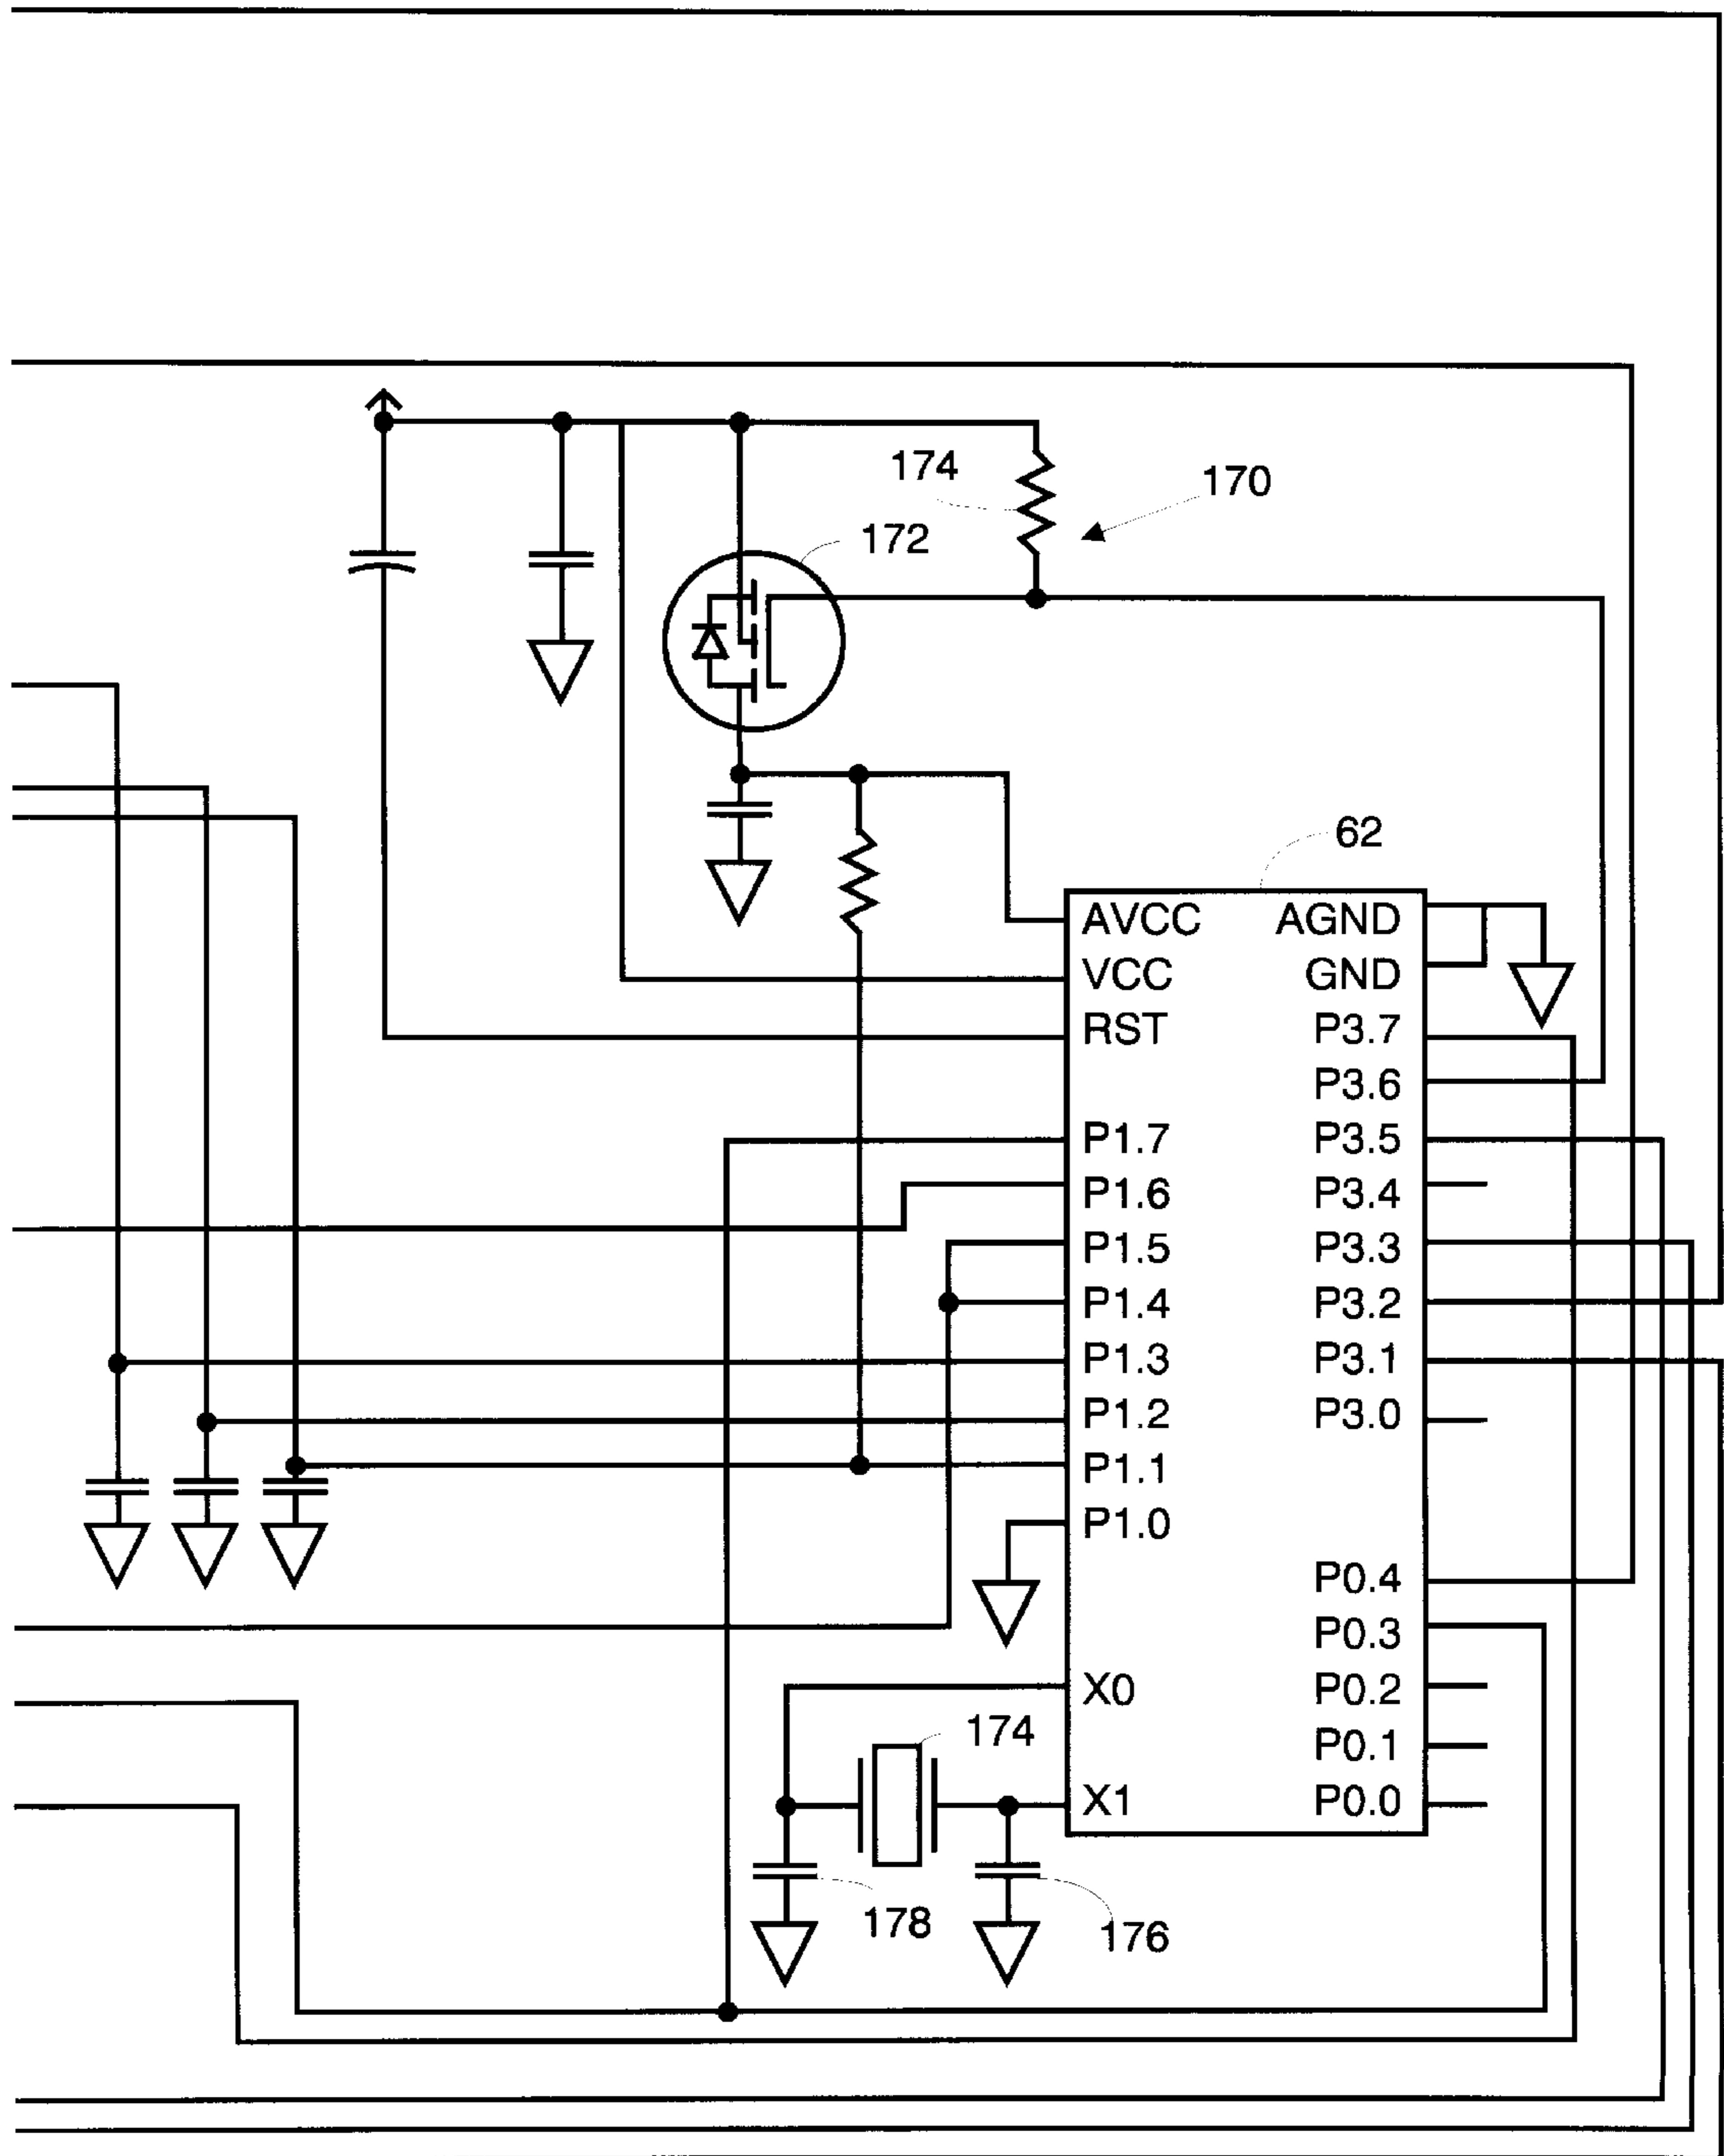 174
170
172
62
AVCC AGND
VCC GND
RST P3.7
P3.6
P1.7 P3.5
P1.6 P3.4
P1.5 P3.3
P1.4 P3.2
P1.3 P3.1
P1.2 P3.0
P1.1
P1.0
P0.4
P0.3
X0 P0.2
174 P0.1
X1 P0.0
178
176